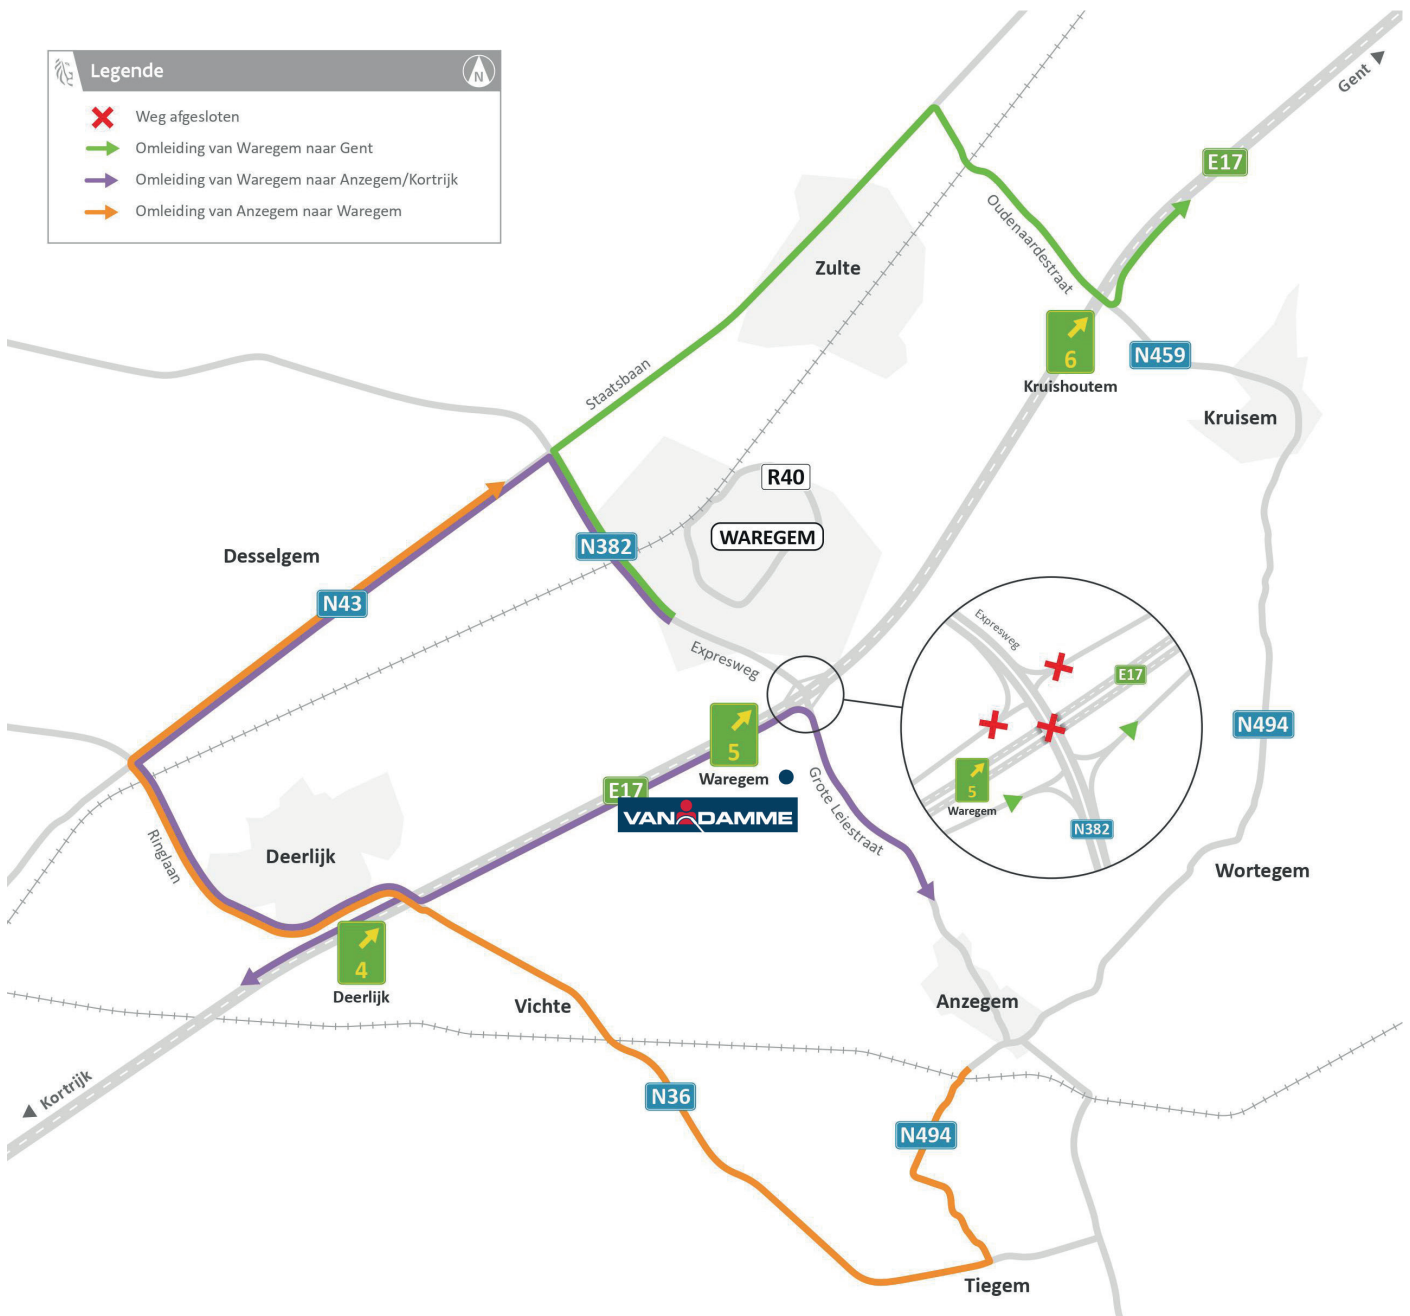 Legende
N
Weg afgesloten
Omleiding van Waregem naar Gent
Omleiding van Waregem naar Anzegem/Kortrijk
Omleiding van Anzegem naar Waregem
Gent
E17
Oudenaardestraat
Zulte
6
Kruishoutem
N459
Kruisem
Staatsbaan
R40
WAREGEM
N382
Desselgem
N43
Expresweg
Expresweg
E17
5
Waregem
N382
N494
5
Waregem
E17
VAN DAMME
Grote Leiestraat
Ringlaan
Deerlijk
Wortegem
4
Deerlijk
Vichte
Anzegem
Kortrijk
N36
N494
Tiegem